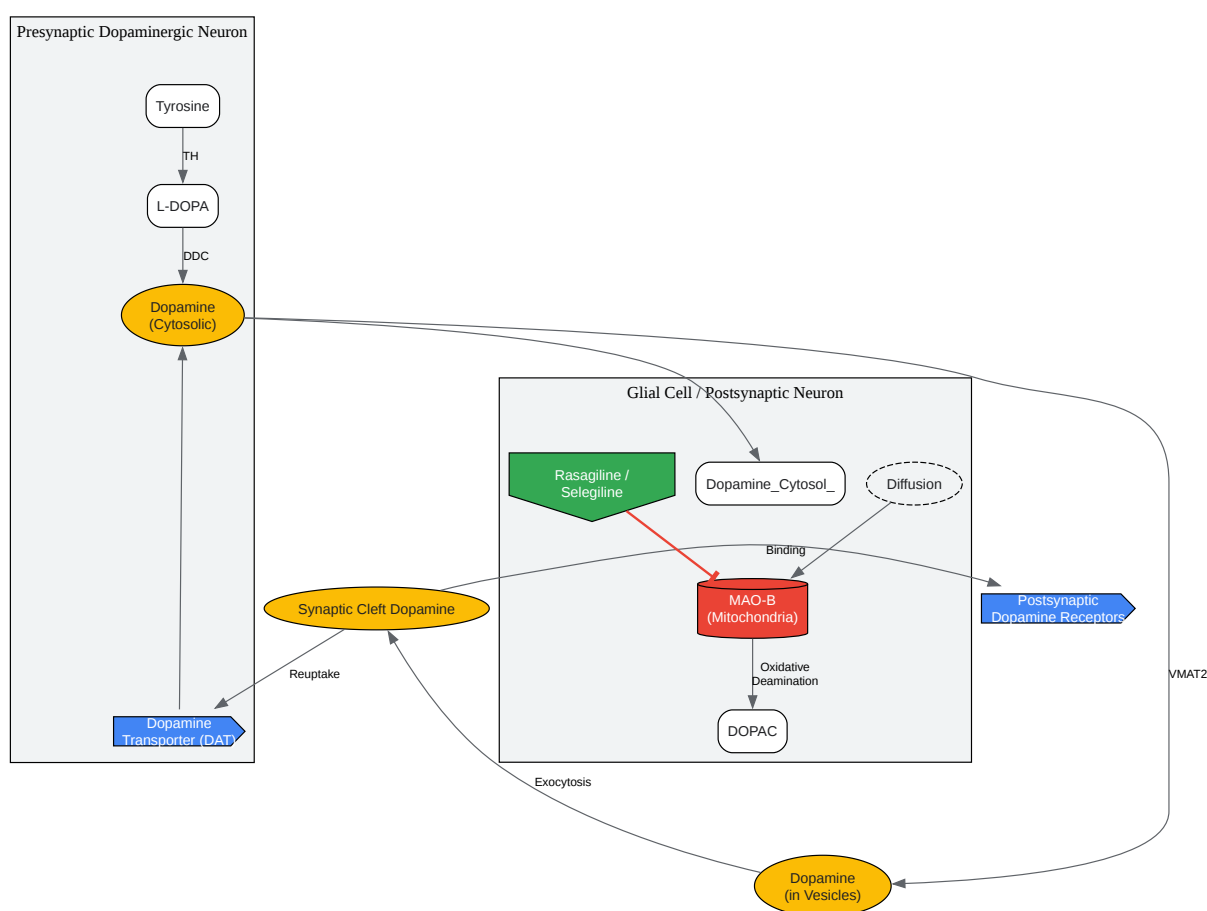 Presynaptic Dopaminergic Neuron
Tyrosine
TH
L-DOPA
DDC
Dopamine
(Cytosolic)
Glial Cell / Postsynaptic Neuron
Rasagiline /
Selegiline
Dopamine_Cytosol_
Diffusion
Binding
MAO-B
(Mitochondria)
Synaptic Cleft Dopamine
Postsynaptic
Dopamine Receptors
Reuptake
Oxidative
Deamination
VMAT2
Dopamine
Transporter (DAT)
DOPAC
Exocytosis
Dopamine
(in Vesicles)